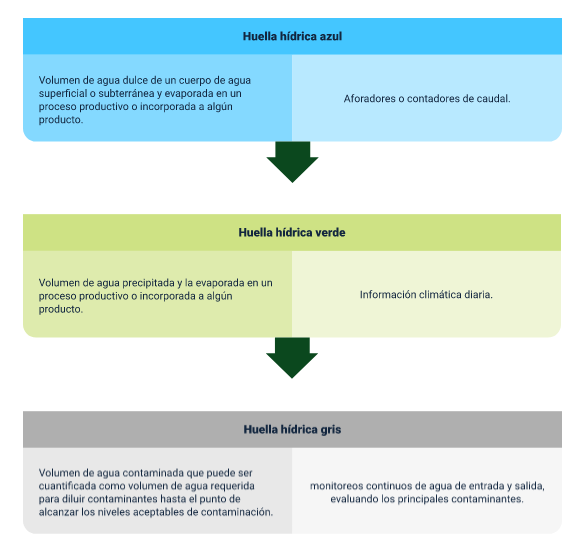 Huella hídrica azul
Volumen de agua dulce de un cuerpo de agua
superficial o subterránea y evaporada en un
proceso productivo o incorporada a algún
producto.
Aforadores o contadores de caudal.
Huella hídrica verde
Volumen de agua precipitada y la evaporada en un
proceso productivo o incorporada a algún
producto.
Información climática diaria.
Huella hídrica gris
Volumen de agua contaminada que puede ser
cuantificada como volumen de agua requerida
para diluir contaminantes hasta el punto de
alcanzar los niveles aceptables de contaminación.
monitoreos continuos de agua de entrada y salida,
evaluando los principales contaminantes.